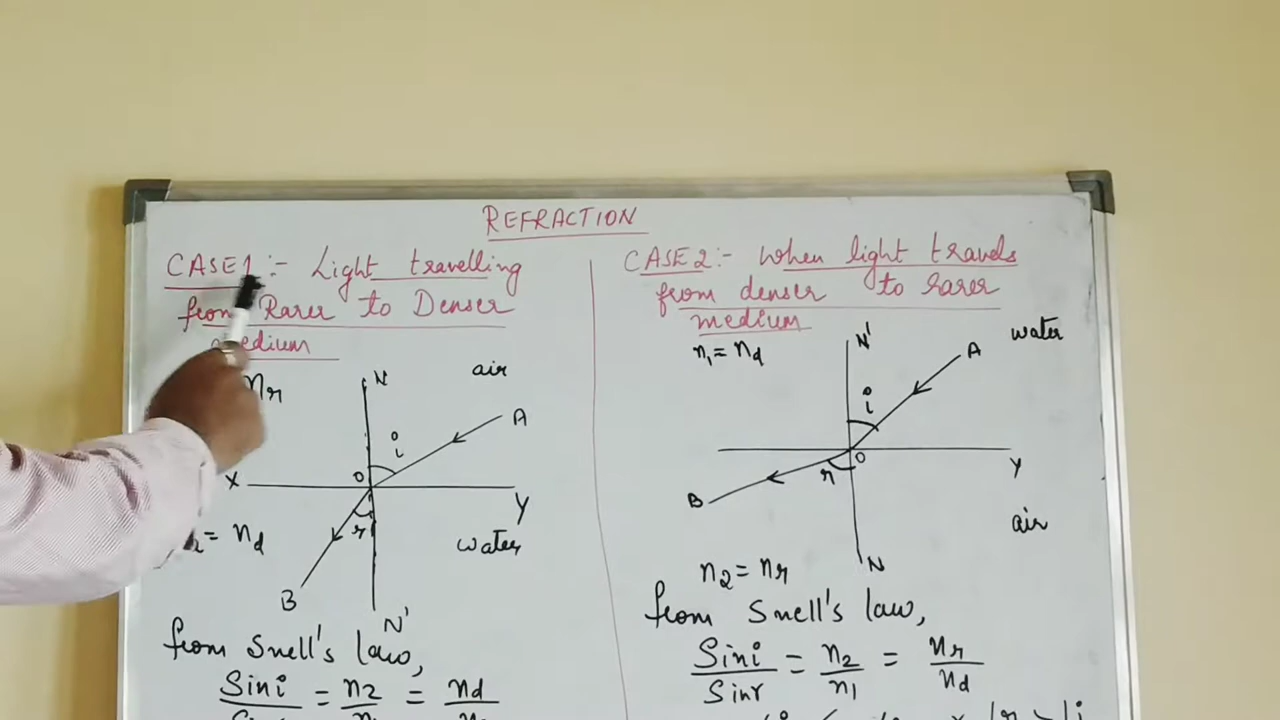 REFRACTION
CASE1:- Light travelling
from Rarer to Denser
medium
nr
N
air
A
i
O
X
Y
r
n2 = nd
water
B
N'
from Snell's law,
Sini = n2 = nd
CASE2:- When light travels
from denser to rarer
medium
n1 = nd
N'
water
A
i
O
Y
r
B
air
n2 = nr
N
from Snell's law,
Sini = n2 = nr
Sinr n1 nd